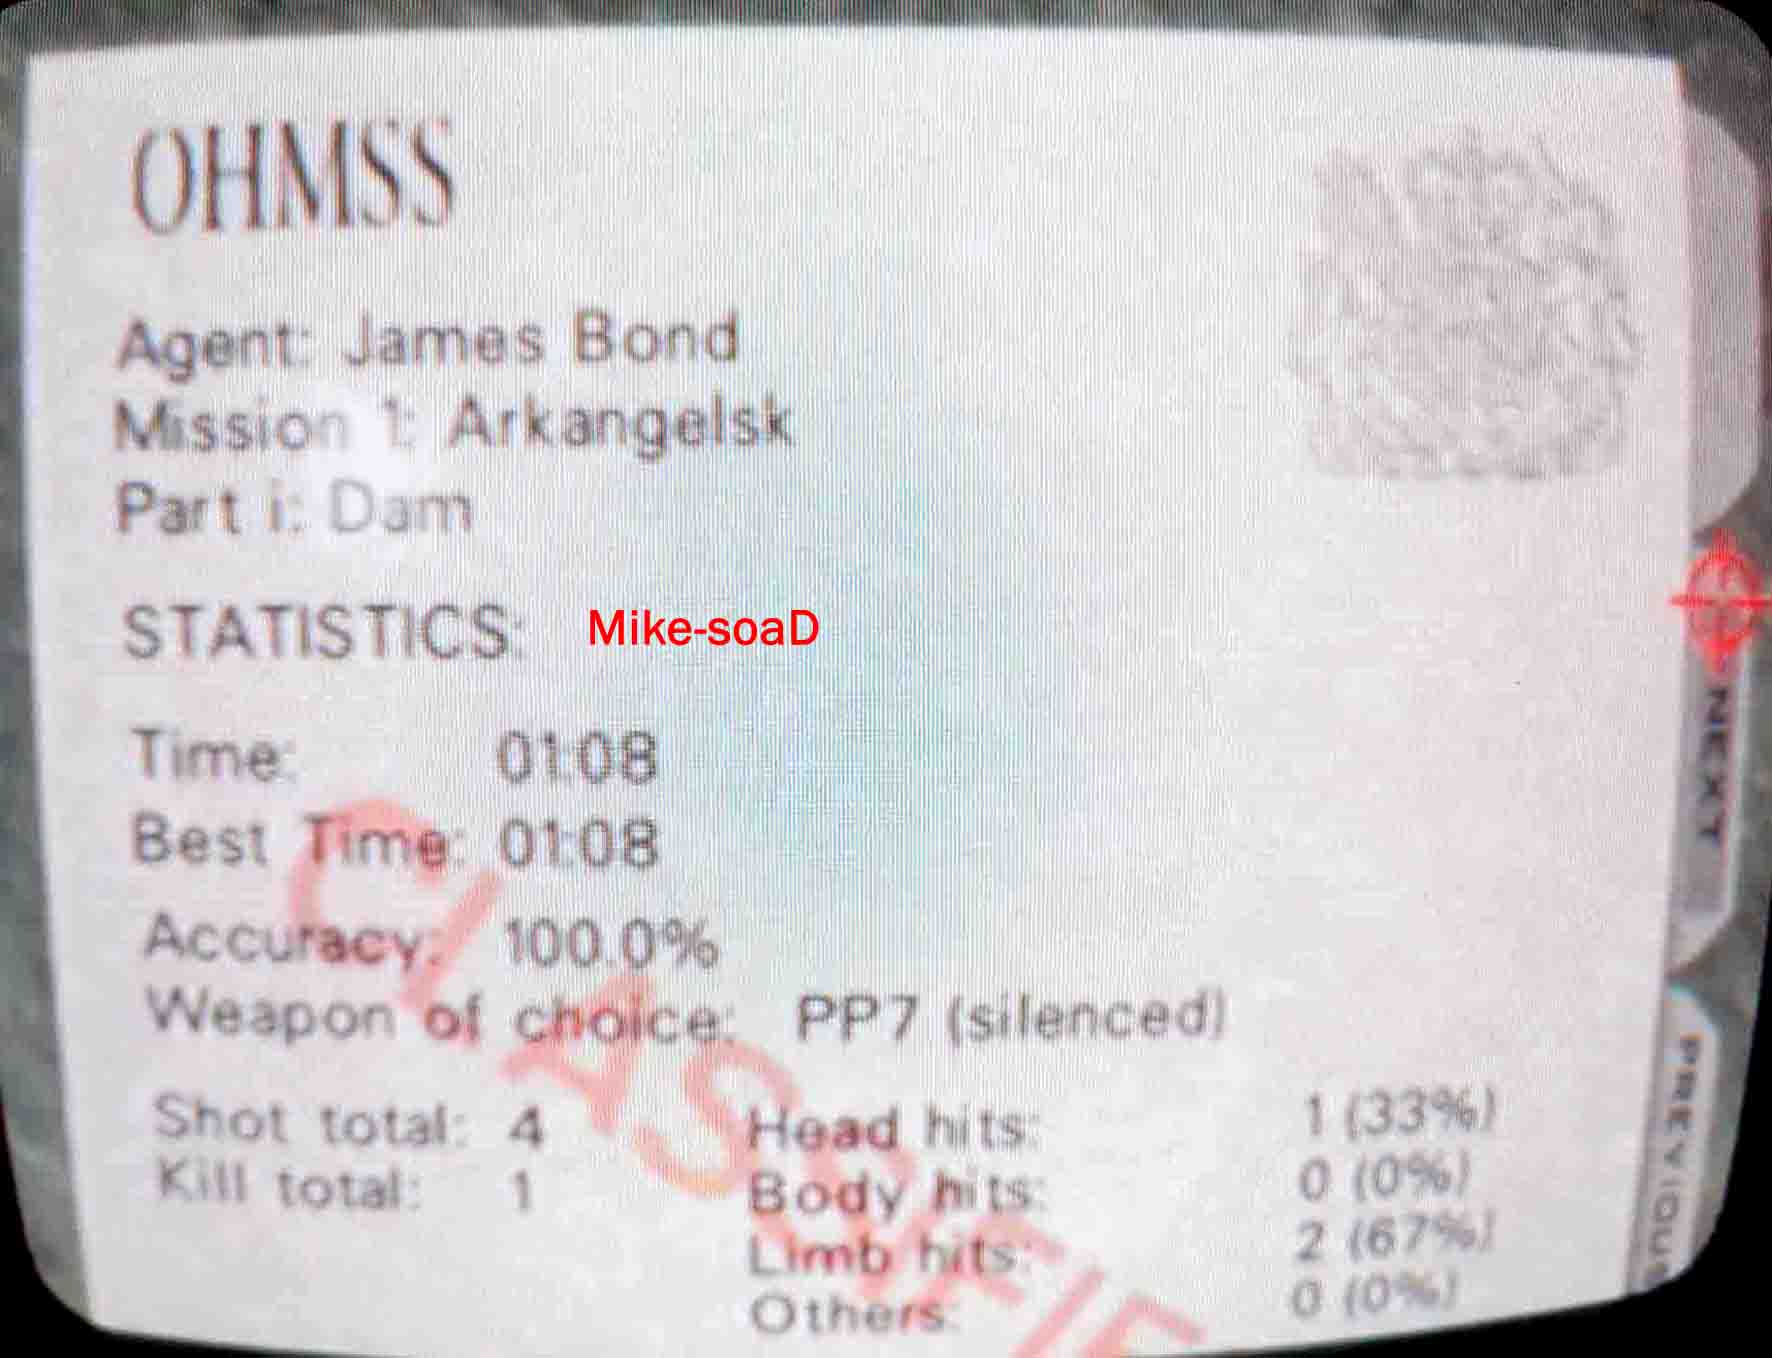 OHMSS
Agent: James Bond
Mission 1: Arkangelsk
Part i: Dam
STATISTICS: Mike-soaD
Time: 01:08
Best Time: 01:08
Accuracy: 100.0%
Weapon of choice: PP7 (silenced)
Shot total: 4 Head hits: 1 (33%)
Kill total: 1 Body hits: 0 (0%)
Limb hits: 2 (67%)
Others: 0 (0%)
NEXT
PREVIOUS